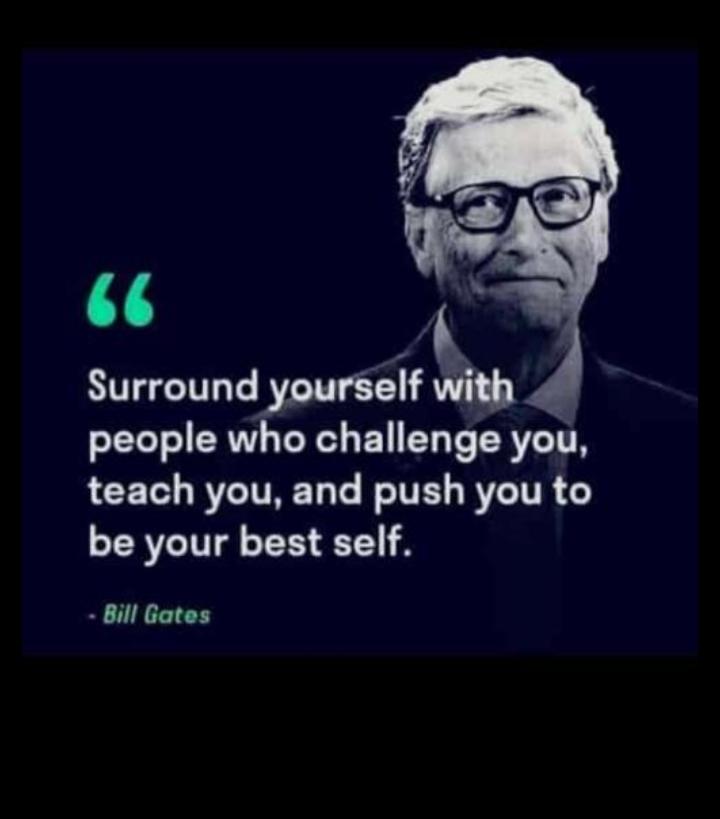 “
Surround yourself with
people who challenge you,
teach you, and push you to
be your best self.
- Bill Gates